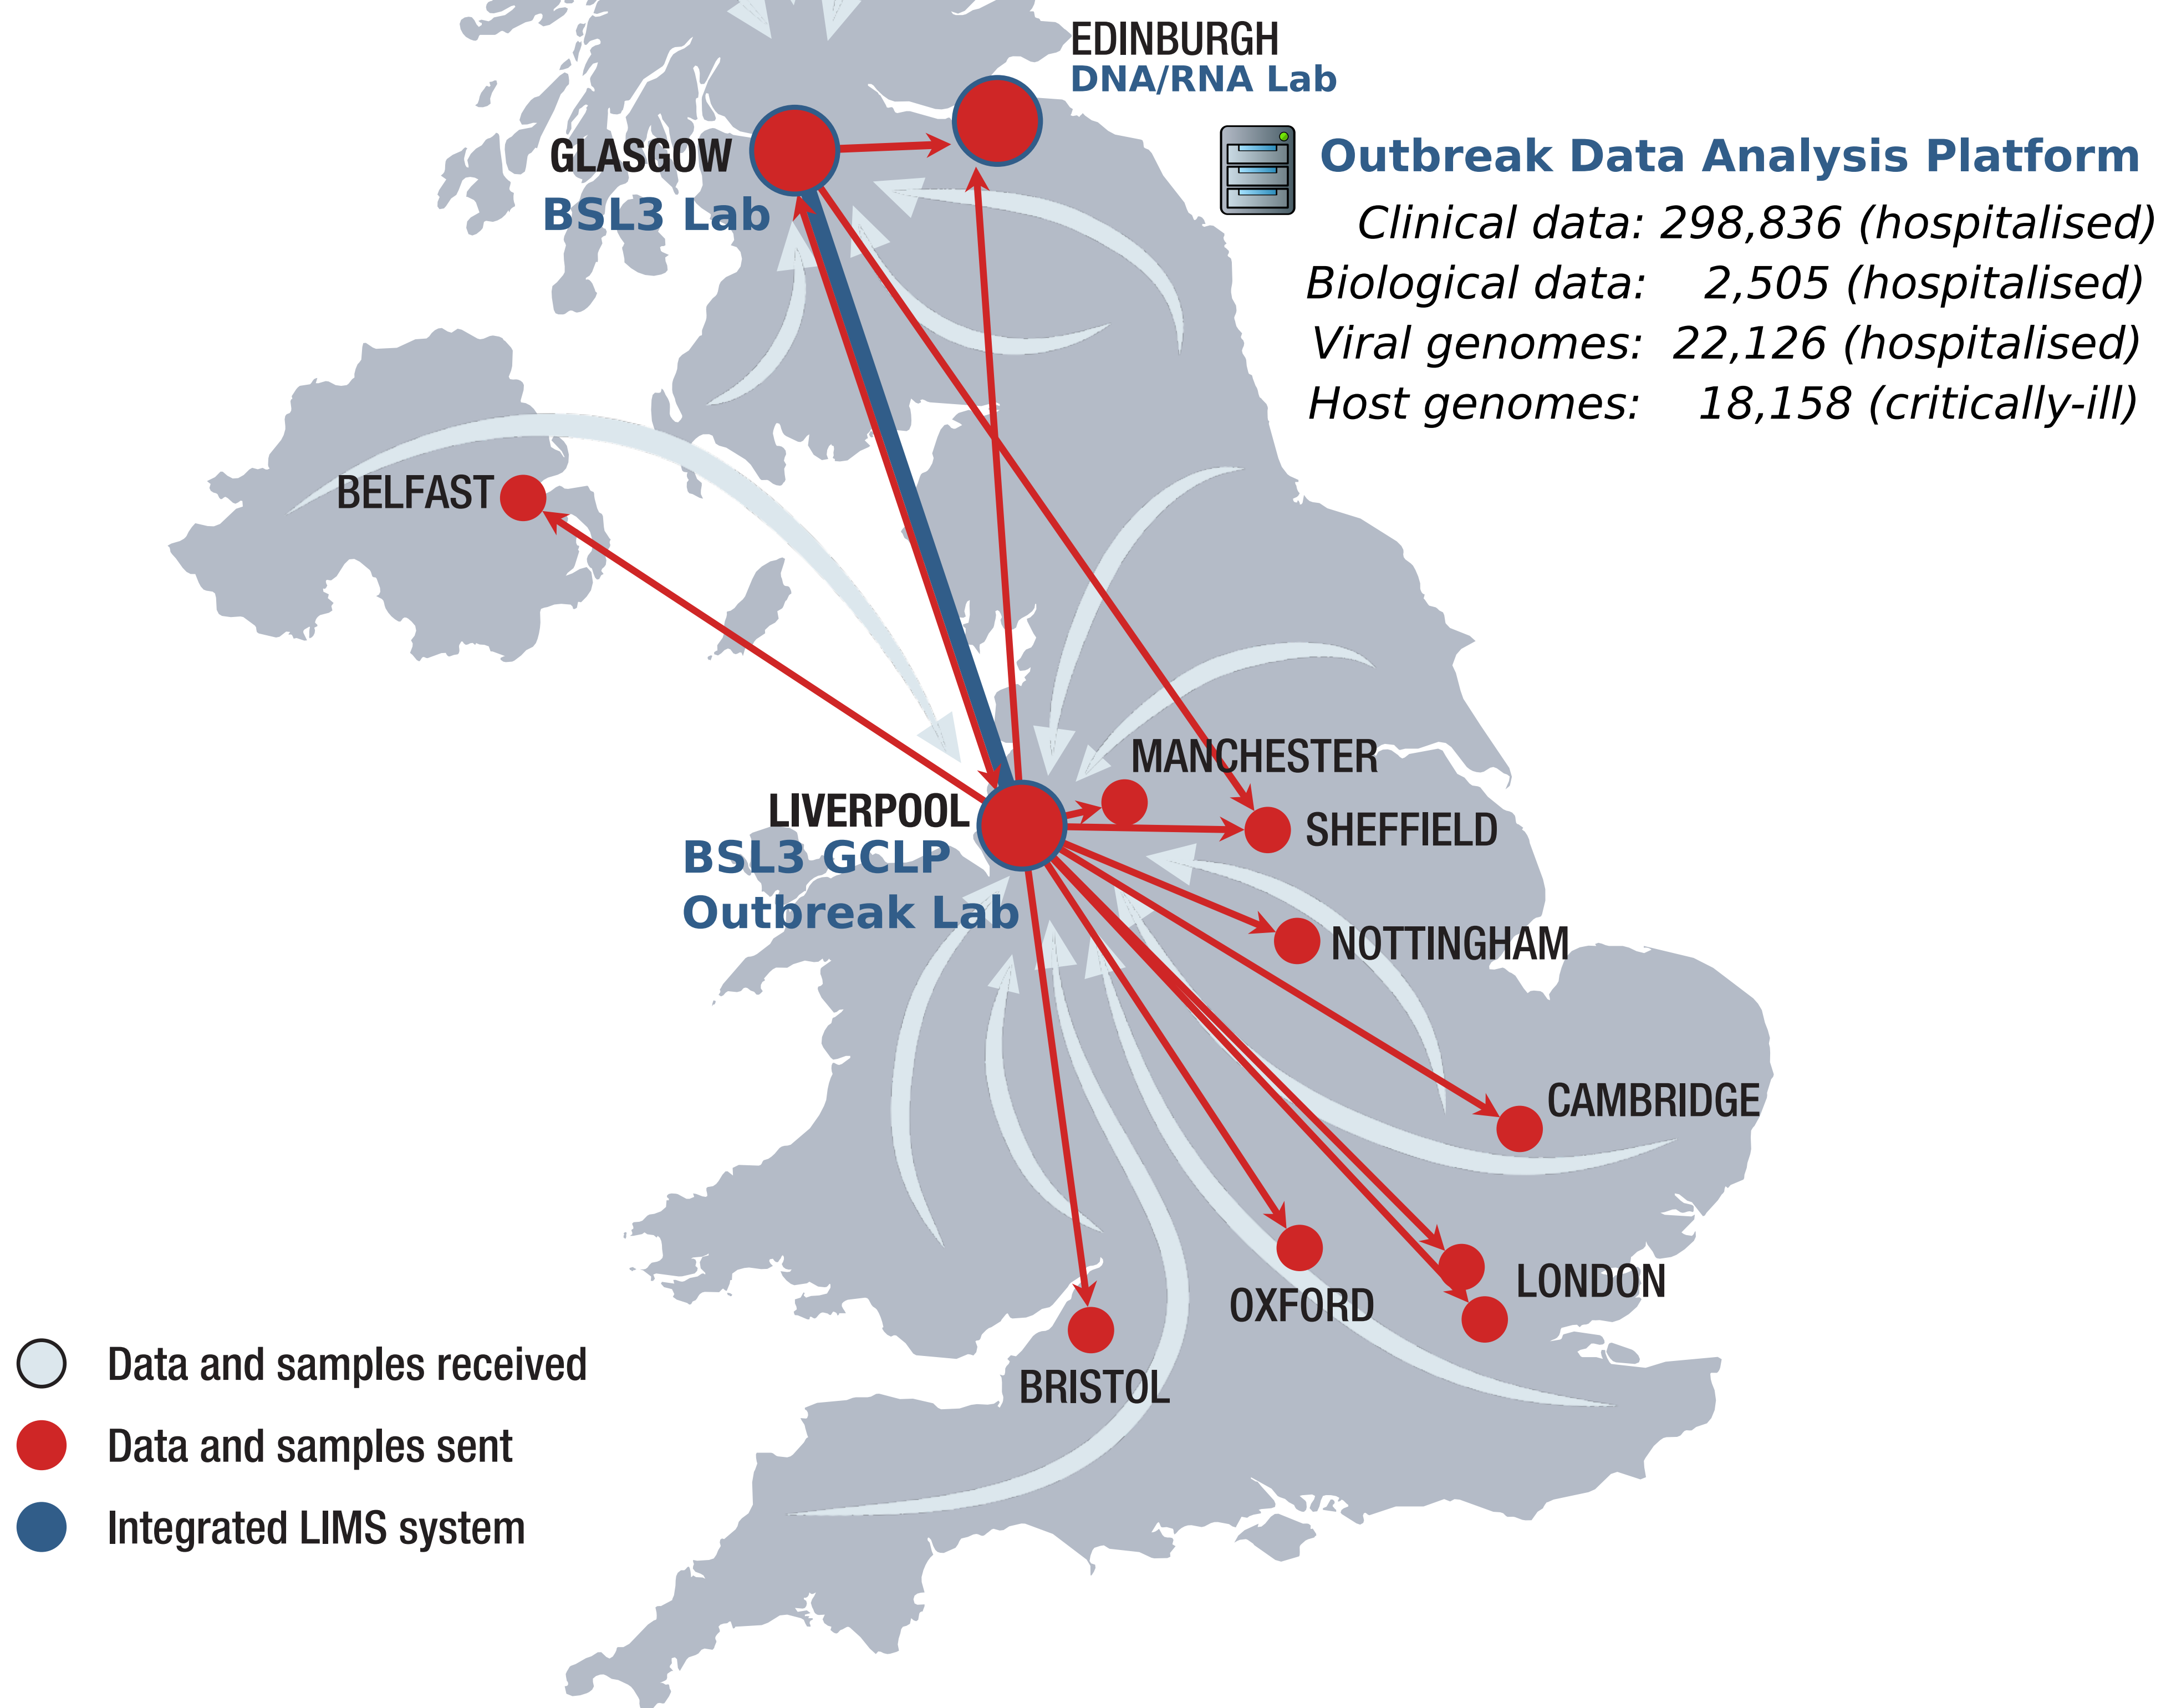 EDINBURGH
DNA/RNA Lab
GLASGOW
BSL3 Lab
Outbreak Data Analysis Platform
Clinical data: 298,836 (hospitalised)
Biological data: 2,505 (hospitalised)
Viral genomes: 22,126 (hospitalised)
Host genomes: 18,158 (critically-ill)
BELFAST
MANCHESTER
LIVERPOOL
BSL3 GCLP
Outbreak Lab
SHEFFIELD
NOTTINGHAM
CAMBRIDGE
LONDON
OXFORD
BRISTOL
Data and samples received
Data and samples sent
Integrated LIMS system